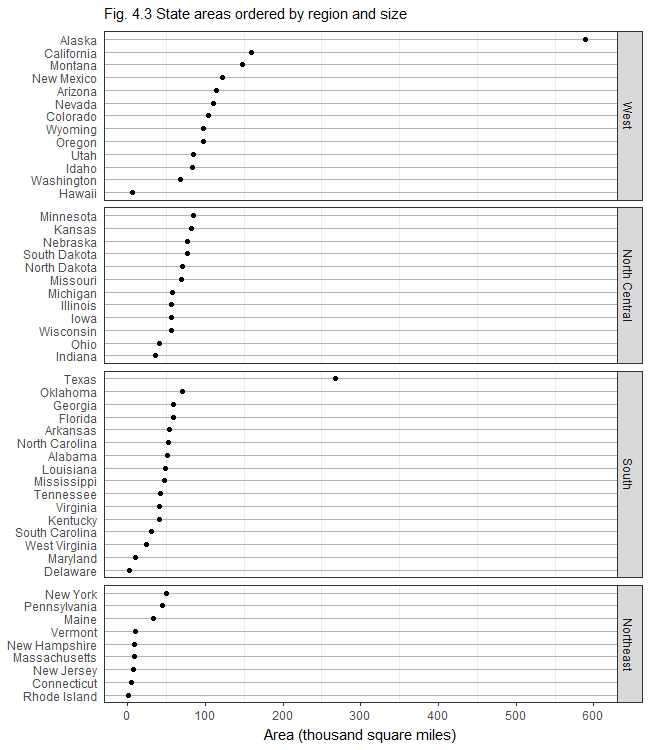 Fig. 4.3 State areas ordered by region and size
Alaska
California
Montana
New Mexico
Arizona
Nevada
Colorado
Wyoming
Oregon
Utah
Idaho
Washington
Hawaii
West
Minnesota
Kansas
Nebraska
South Dakota
North Dakota
Missouri
Michigan
Illinois
Iowa
Wisconsin
Ohio
Indiana
North Central
Texas
Oklahoma
Georgia
Florida
Arkansas
North Carolina
Alabama
Louisiana
Mississippi
Tennessee
Virginia
Kentucky
South Carolina
West Virginia
Maryland
Delaware
South
New York
Pennsylvania
Maine
Vermont
New Hampshire
Massachusetts
New Jersey
Connecticut
Rhode Island
Northeast
0 100 200 300 400 500 600
Area (thousand square miles)